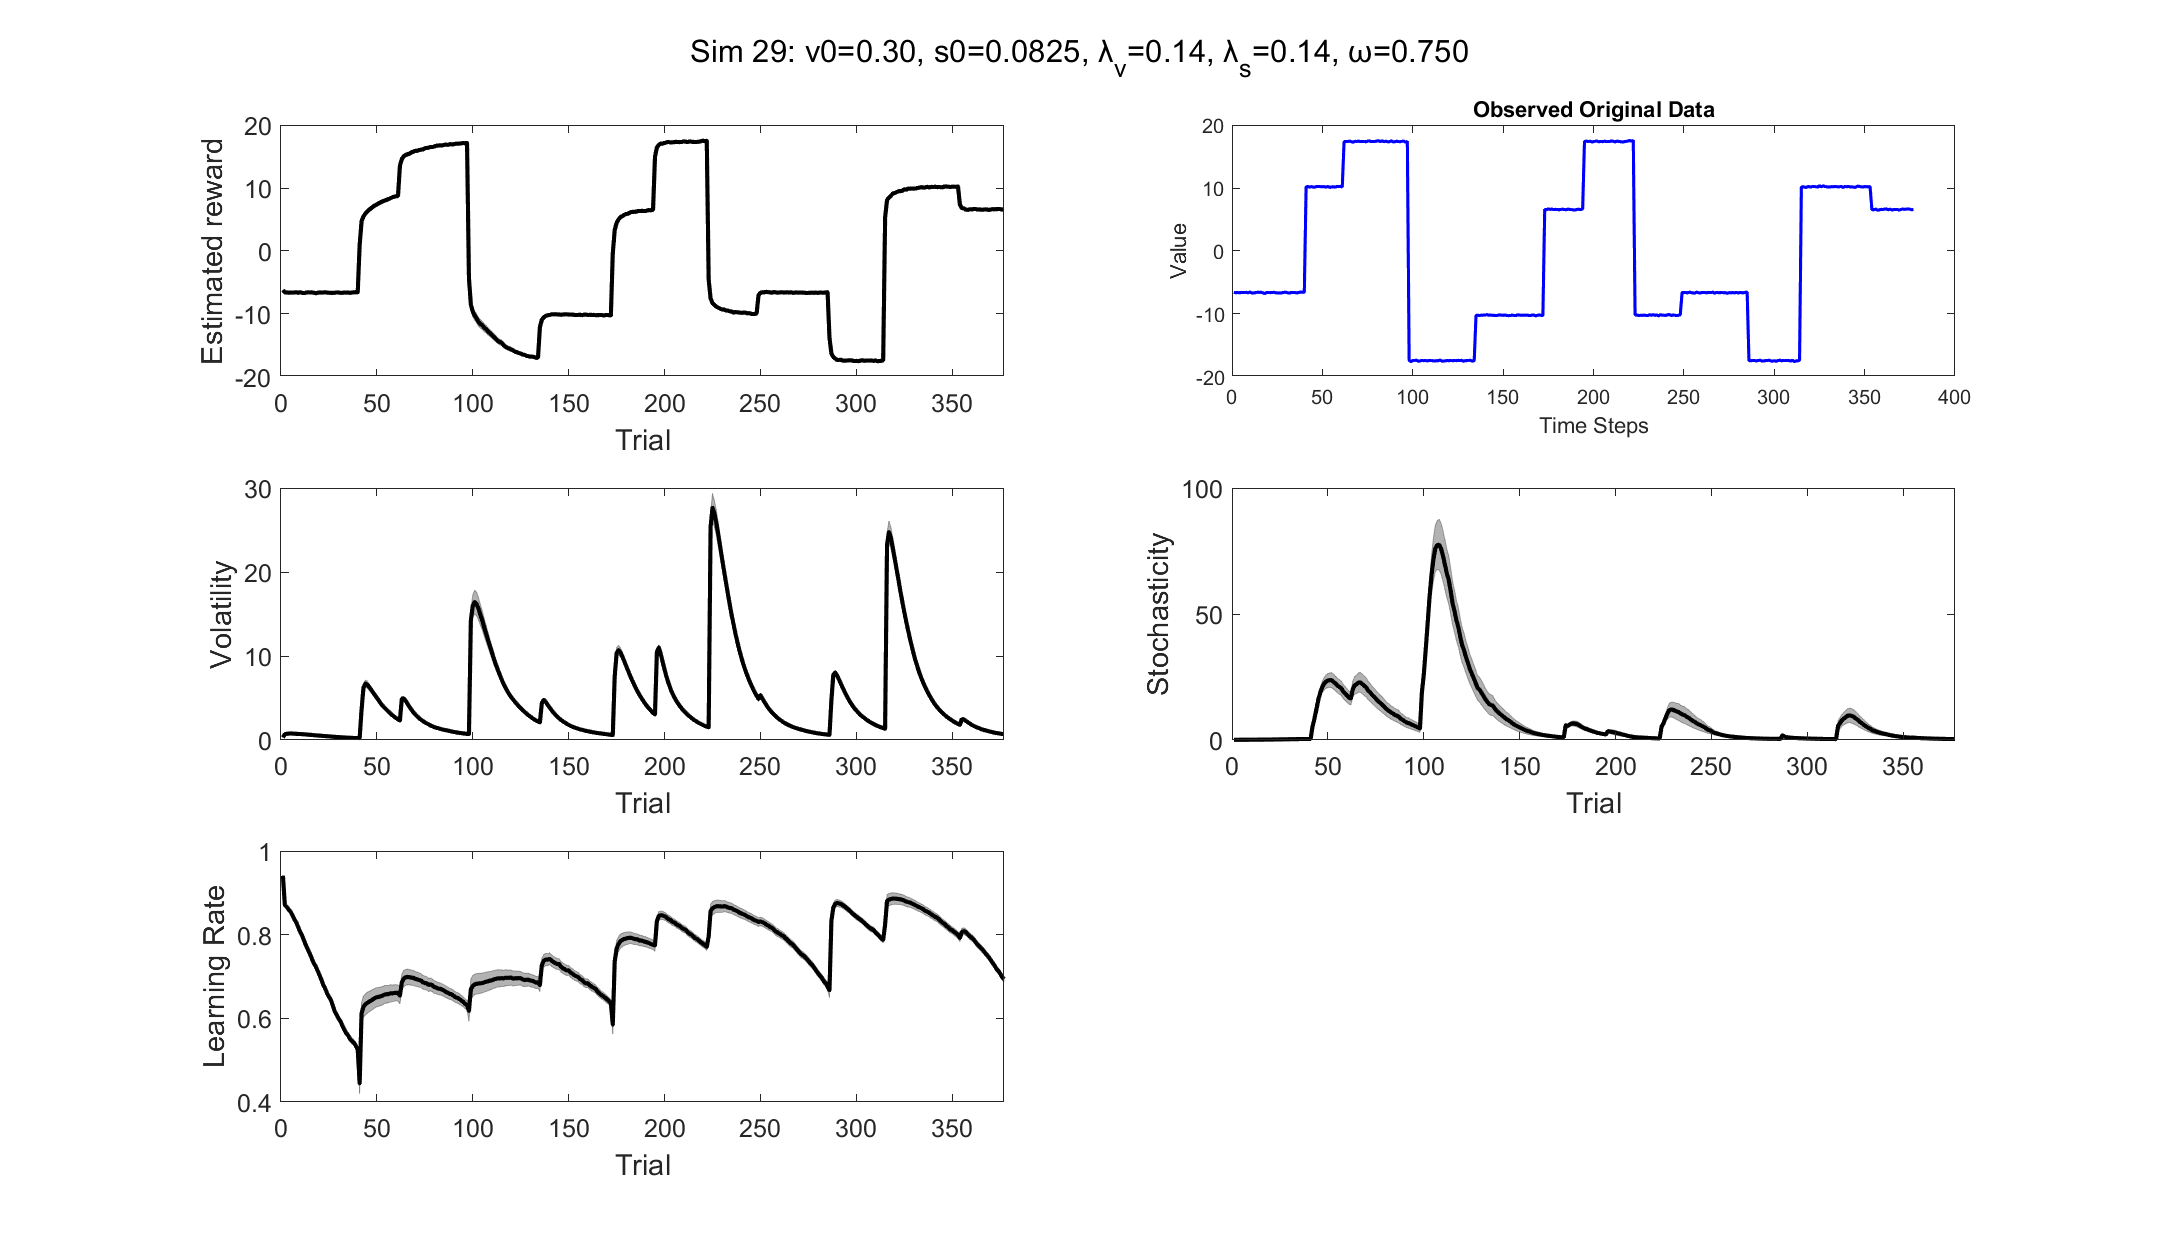 Sim 29: v0=0.30, s0=0.0825, λv=0.14, λs=0.14, ω=0.750
Estimated reward
20
10
0
-10
-20
0 50 100 150 200 250 300 350
Trial
Observed Original Data
Value
20
10
0
-10
-20
0 50 100 150 200 250 300 350 400
Time Steps
Volatility
30
20
10
0
0 50 100 150 200 250 300 350
Trial
Stochasticity
100
50
0
0 50 100 150 200 250 300 350
Trial
Learning Rate
1
0.8
0.6
0.4
0 50 100 150 200 250 300 350
Trial